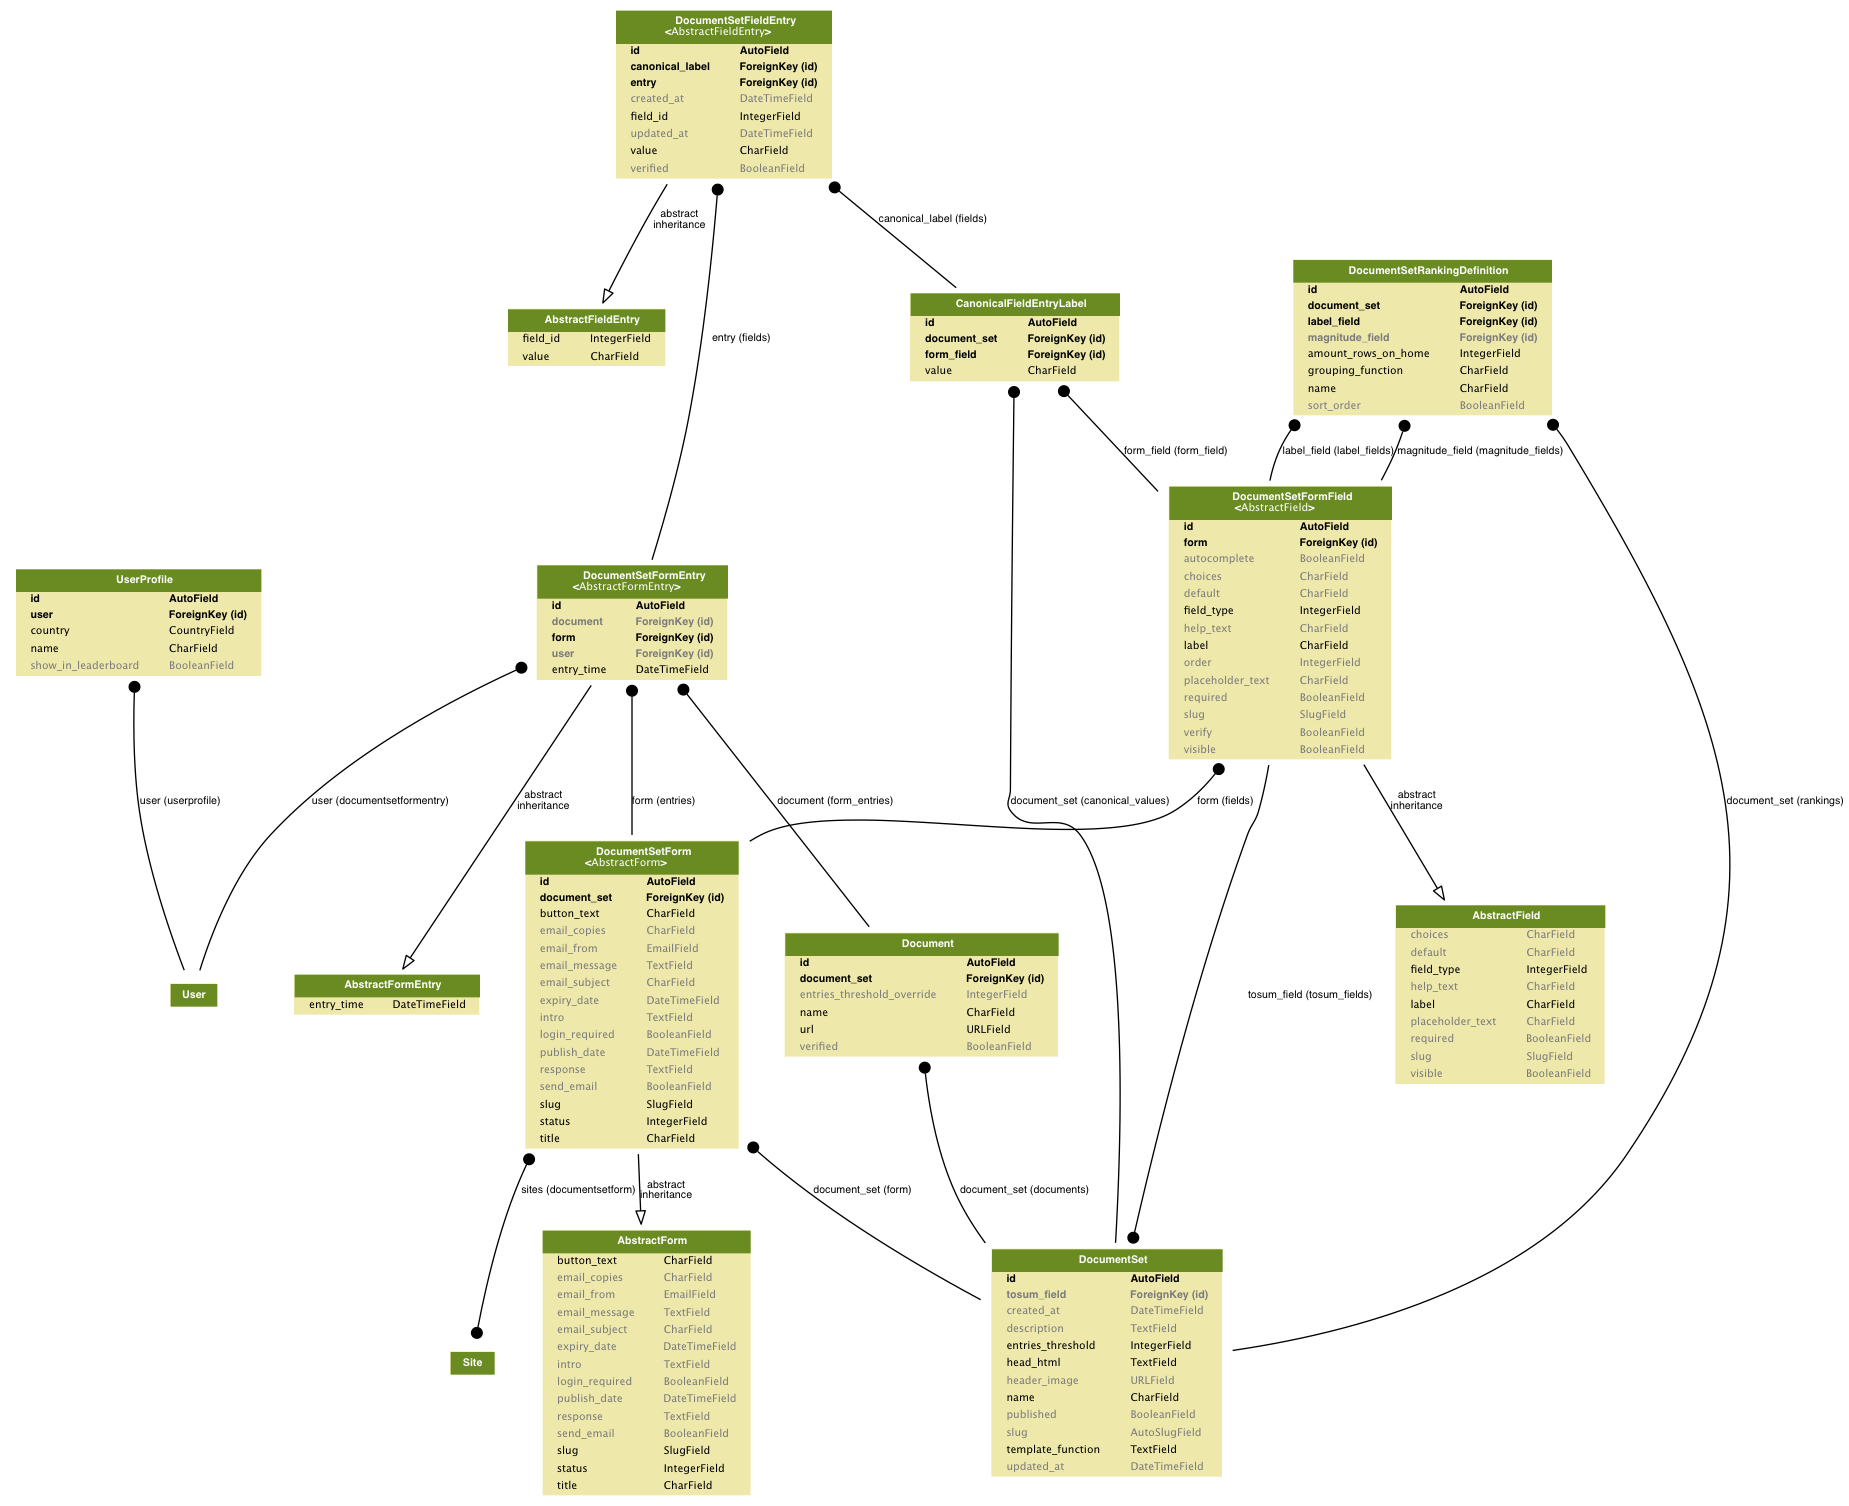 DocumentSetFieldEntry
<AbstractFieldEntry>
id AutoField
canonical_label ForeignKey (id)
entry ForeignKey (id)
created_at DateTimeField
field_id IntegerField
updated_at DateTimeField
value CharField
verified BooleanField
abstract
inheritance
canonical_label (fields)
entry (fields)
AbstractFieldEntry
field_id IntegerField
value CharField
CanonicalFieldEntryLabel
id AutoField
document_set ForeignKey (id)
form_field ForeignKey (id)
value CharField
DocumentSetRankingDefinition
id AutoField
document_set ForeignKey (id)
label_field ForeignKey (id)
magnitude_field ForeignKey (id)
amount_rows_on_home IntegerField
grouping_function CharField
name CharField
sort_order BooleanField
form_field (form_field)
label_field (label_fields)
magnitude_field (magnitude_fields)
DocumentSetFormField
<AbstractField>
id AutoField
form ForeignKey (id)
autocomplete BooleanField
choices CharField
default CharField
field_type IntegerField
help_text CharField
label CharField
order IntegerField
placeholder_text CharField
required BooleanField
slug SlugField
verify BooleanField
visible BooleanField
UserProfile
id AutoField
user ForeignKey (id)
country CountryField
name CharField
show_in_leaderboard BooleanField
DocumentSetFormEntry
<AbstractFormEntry>
id AutoField
document ForeignKey (id)
form ForeignKey (id)
user ForeignKey (id)
entry_time DateTimeField
user (userprofile)
user (documentsetformentry)
abstract
inheritance
form (entries)
document (form_entries)
document_set (canonical_values)
form (fields)
abstract
inheritance
document_set (rankings)
DocumentSetForm
<AbstractForm>
id AutoField
document_set ForeignKey (id)
button_text CharField
email_copies CharField
email_from EmailField
email_message TextField
email_subject CharField
expiry_date DateTimeField
intro TextField
login_required BooleanField
publish_date DateTimeField
response TextField
send_email BooleanField
slug SlugField
status IntegerField
title CharField
User
AbstractFormEntry
entry_time DateTimeField
Document
id AutoField
document_set ForeignKey (id)
entries_threshold_override IntegerField
name CharField
url URLField
verified BooleanField
tosum_field (tosum_fields)
AbstractField
choices CharField
default CharField
field_type IntegerField
help_text CharField
label CharField
placeholder_text CharField
required BooleanField
slug SlugField
visible BooleanField
sites (documentsetform)
abstract
inheritance
document_set (form)
document_set (documents)
Site
AbstractForm
button_text CharField
email_copies CharField
email_from EmailField
email_message TextField
email_subject CharField
expiry_date DateTimeField
intro TextField
login_required BooleanField
publish_date DateTimeField
response TextField
send_email BooleanField
slug SlugField
status IntegerField
title CharField
DocumentSet
id AutoField
tosum_field ForeignKey (id)
created_at DateTimeField
description TextField
entries_threshold IntegerField
head_html TextField
header_image URLField
name CharField
published BooleanField
slug AutoSlugField
template_function TextField
updated_at DateTimeField